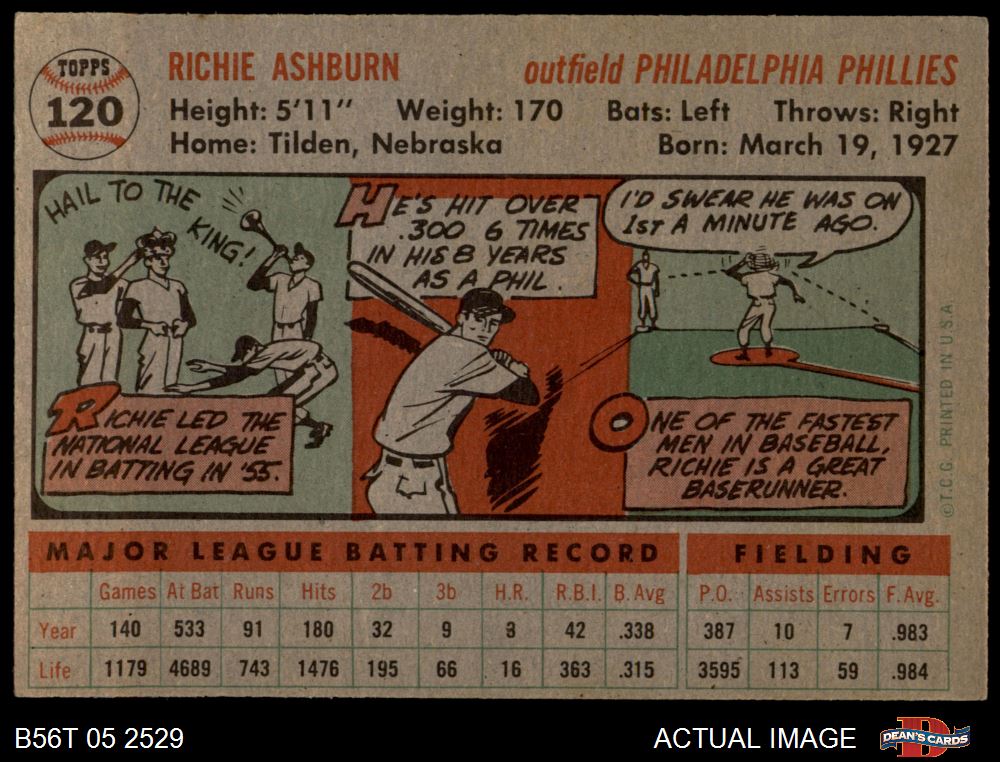 TOPPS
120
RICHIE ASHBURN
outfield PHILADELPHIA PHILLIES
Height: 5'11" Weight: 170 Bats: Left Throws: Right
Home: Tilden, Nebraska Born: March 19, 1927
HAIL TO THE
KING!
RICHIE LED THE
NATIONAL LEAGUE
IN BATTING IN '55.
HE'S HIT OVER
.300 6 TIMES
IN HIS 8 YEARS
AS A PHIL.
I'D SWEAR HE WAS ON
1ST A MINUTE AGO.
ONE OF THE FASTEST
MEN IN BASEBALL,
RICHIE IS A GREAT
BASERUNNER.
©T.C.G. PRINTED IN U.S.A
MAJOR LEAGUE BATTING RECORD FIELDING
Games At Bat Runs Hits 2b 3b H.R. R.B.I. B. Avg P.O. Assists Errors F. Avg.
Year 140 533 91 180 32 9 3 42 .338 387 10 7 .983
Life 1179 4689 743 1476 195 66 16 363 .315 3595 113 59 .984
B56T 05 2529 ACTUAL IMAGE
D
DEAN'S CARDS